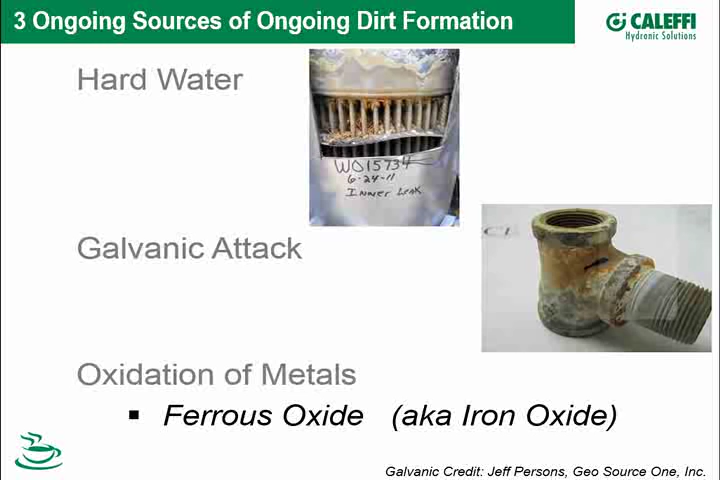 3 Ongoing Sources of Ongoing Dirt Formation
CALEFFI
Hydronic Solutions
Hard Water
WO15734
6-24-11
INNER LEAK
Galvanic Attack
Oxidation of Metals
▪ Ferrous Oxide (aka Iron Oxide)
Galvanic Credit: Jeff Persons, Geo Source One, Inc.